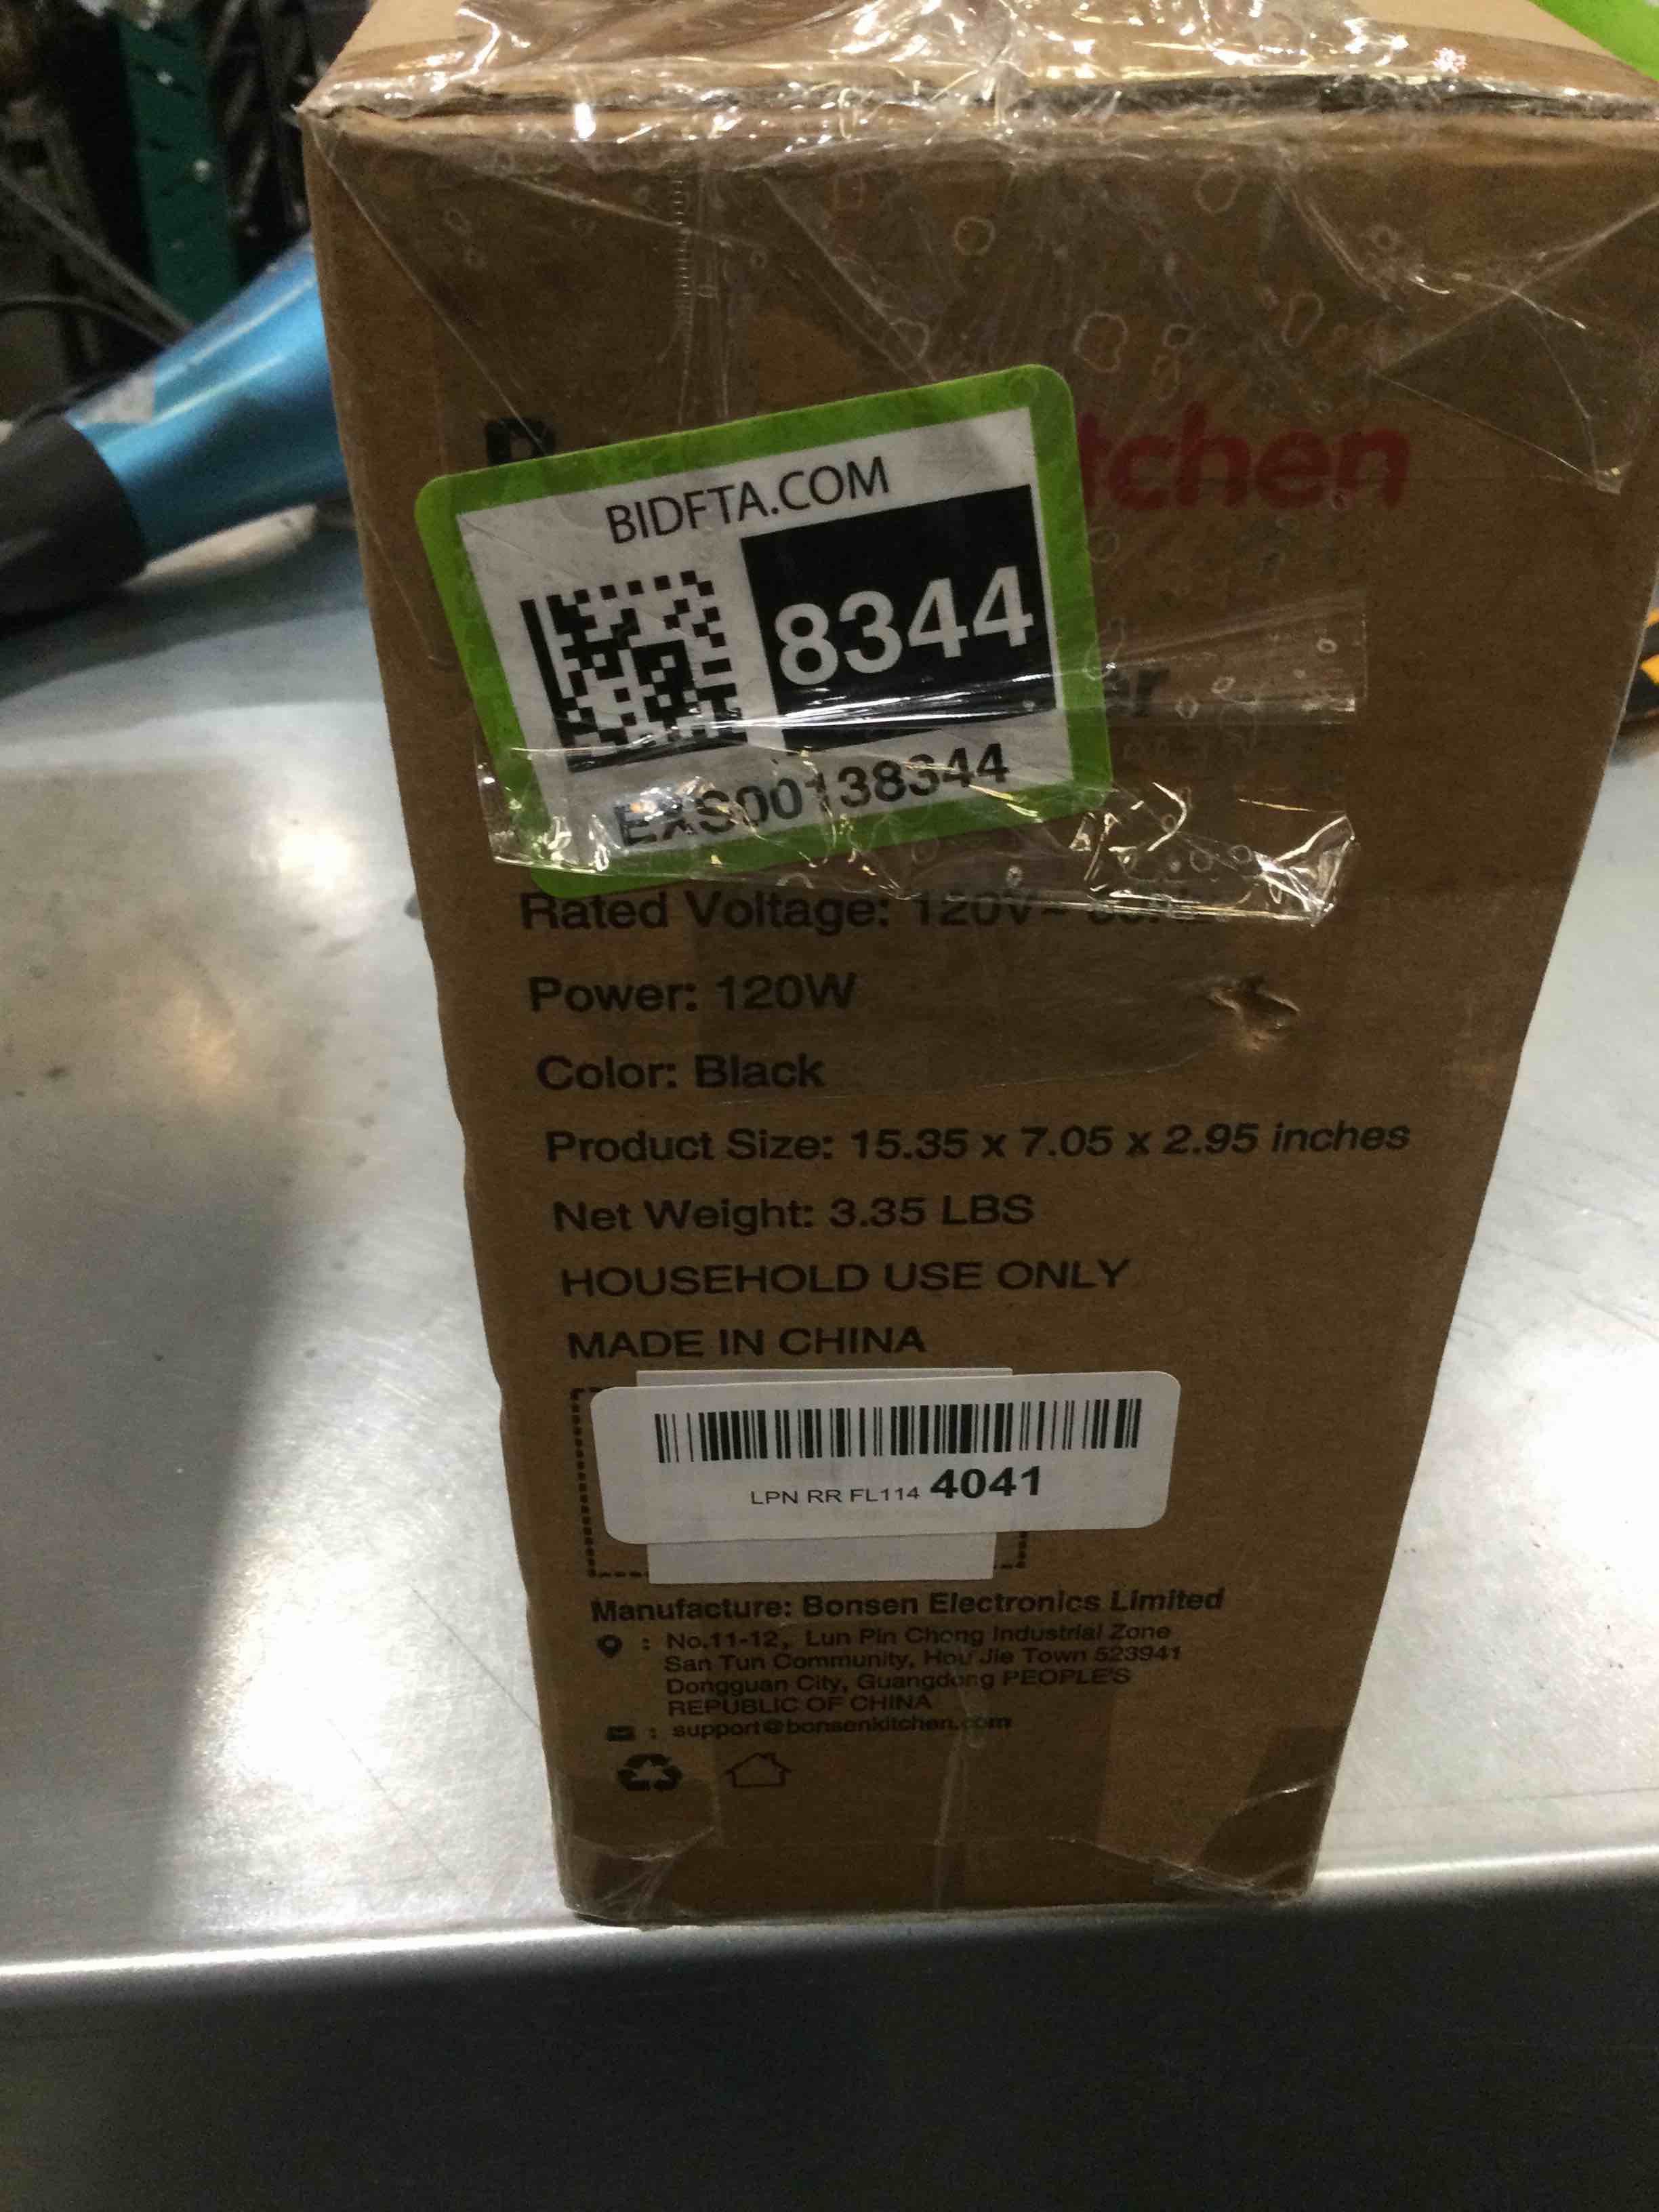 tchen
BIDFTA.COM
8344
er
EXS00138344
Rated Voltage: 120V~
Power: 120W
Color: Black
Product Size: 15.35 x 7.05 x 2.95 inches
Net Weight: 3.35 LBS
HOUSEHOLD USE ONLY
MADE IN CHINA
LPN RR FL114 4041
Manufacture: Bonsen Electronics Limited
: No.11-12, Lun Pin Chong Industrial Zone
San Tun Community, Hou Jie Town 523941
Dongguan City, Guangdong PEOPLE'S
REPUBLIC OF CHINA
: support@bonsenkitchen.com